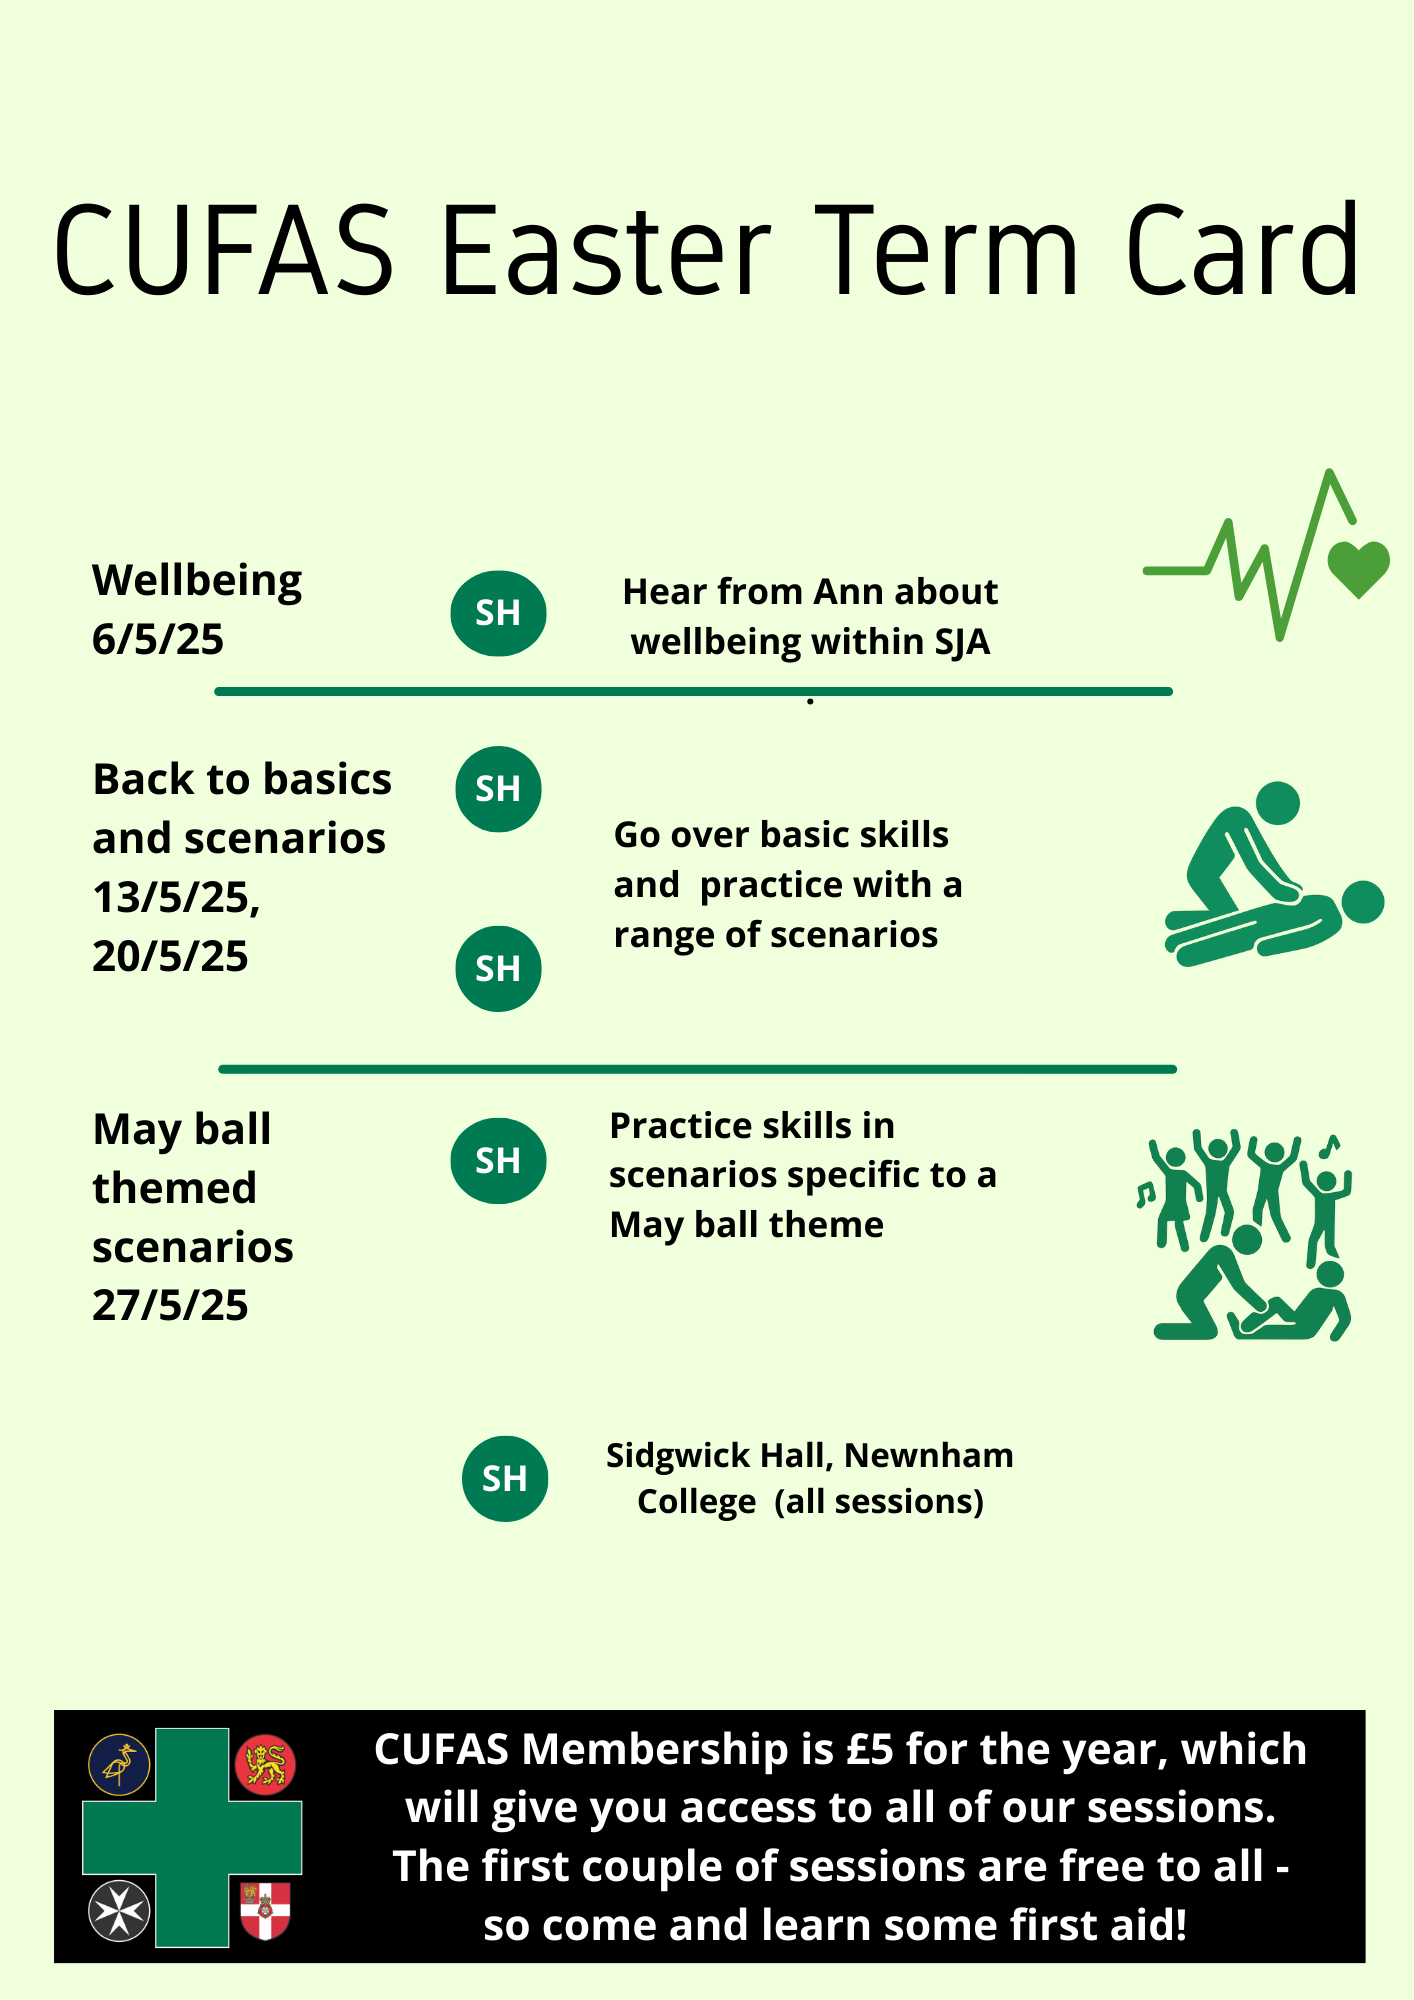 CUFAS Easter Term Card
Wellbeing
6/5/25
SH
Hear from Ann about
wellbeing within SJA
.
Back to basics
and scenarios
13/5/25,
20/5/25
SH
SH
Go over basic skills
and  practice with a
range of scenarios
May ball
themed
scenarios
27/5/25
SH
Practice skills in
scenarios specific to a
May ball theme
SH
Sidgwick Hall, Newnham
College  (all sessions)
CUFAS Membership is £5 for the year, which
will give you access to all of our sessions.
The first couple of sessions are free to all -
so come and learn some first aid!